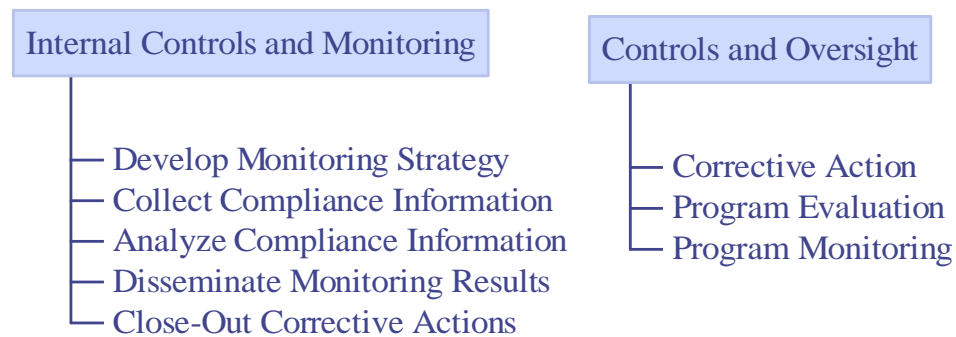 Internal Controls and Monitoring
Develop Monitoring Strategy
Collect Compliance Information
Analyze Compliance Information
Disseminate Monitoring Results
Close-Out Corrective Actions
Controls and Oversight
Corrective Action
Program Evaluation
Program Monitoring